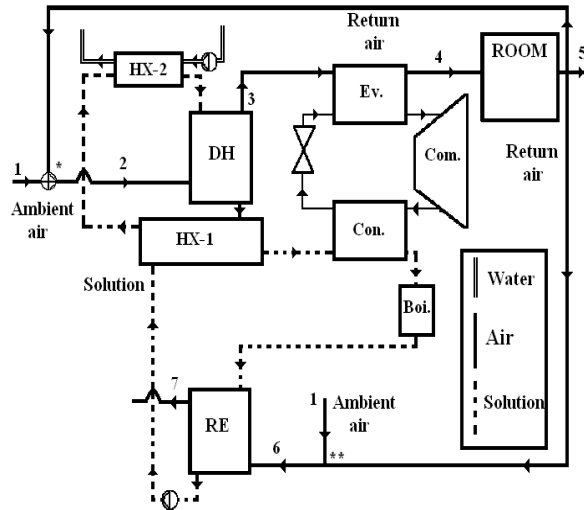 Return
air
4
ROOM
5
HX-2
3
Ev.
DH
Com.
1
*
2
Return
air
Ambient
air
HX-1
Con.
Solution
Water
Boi.
Air
7
1
Ambient
air
Solution
RE
6
**